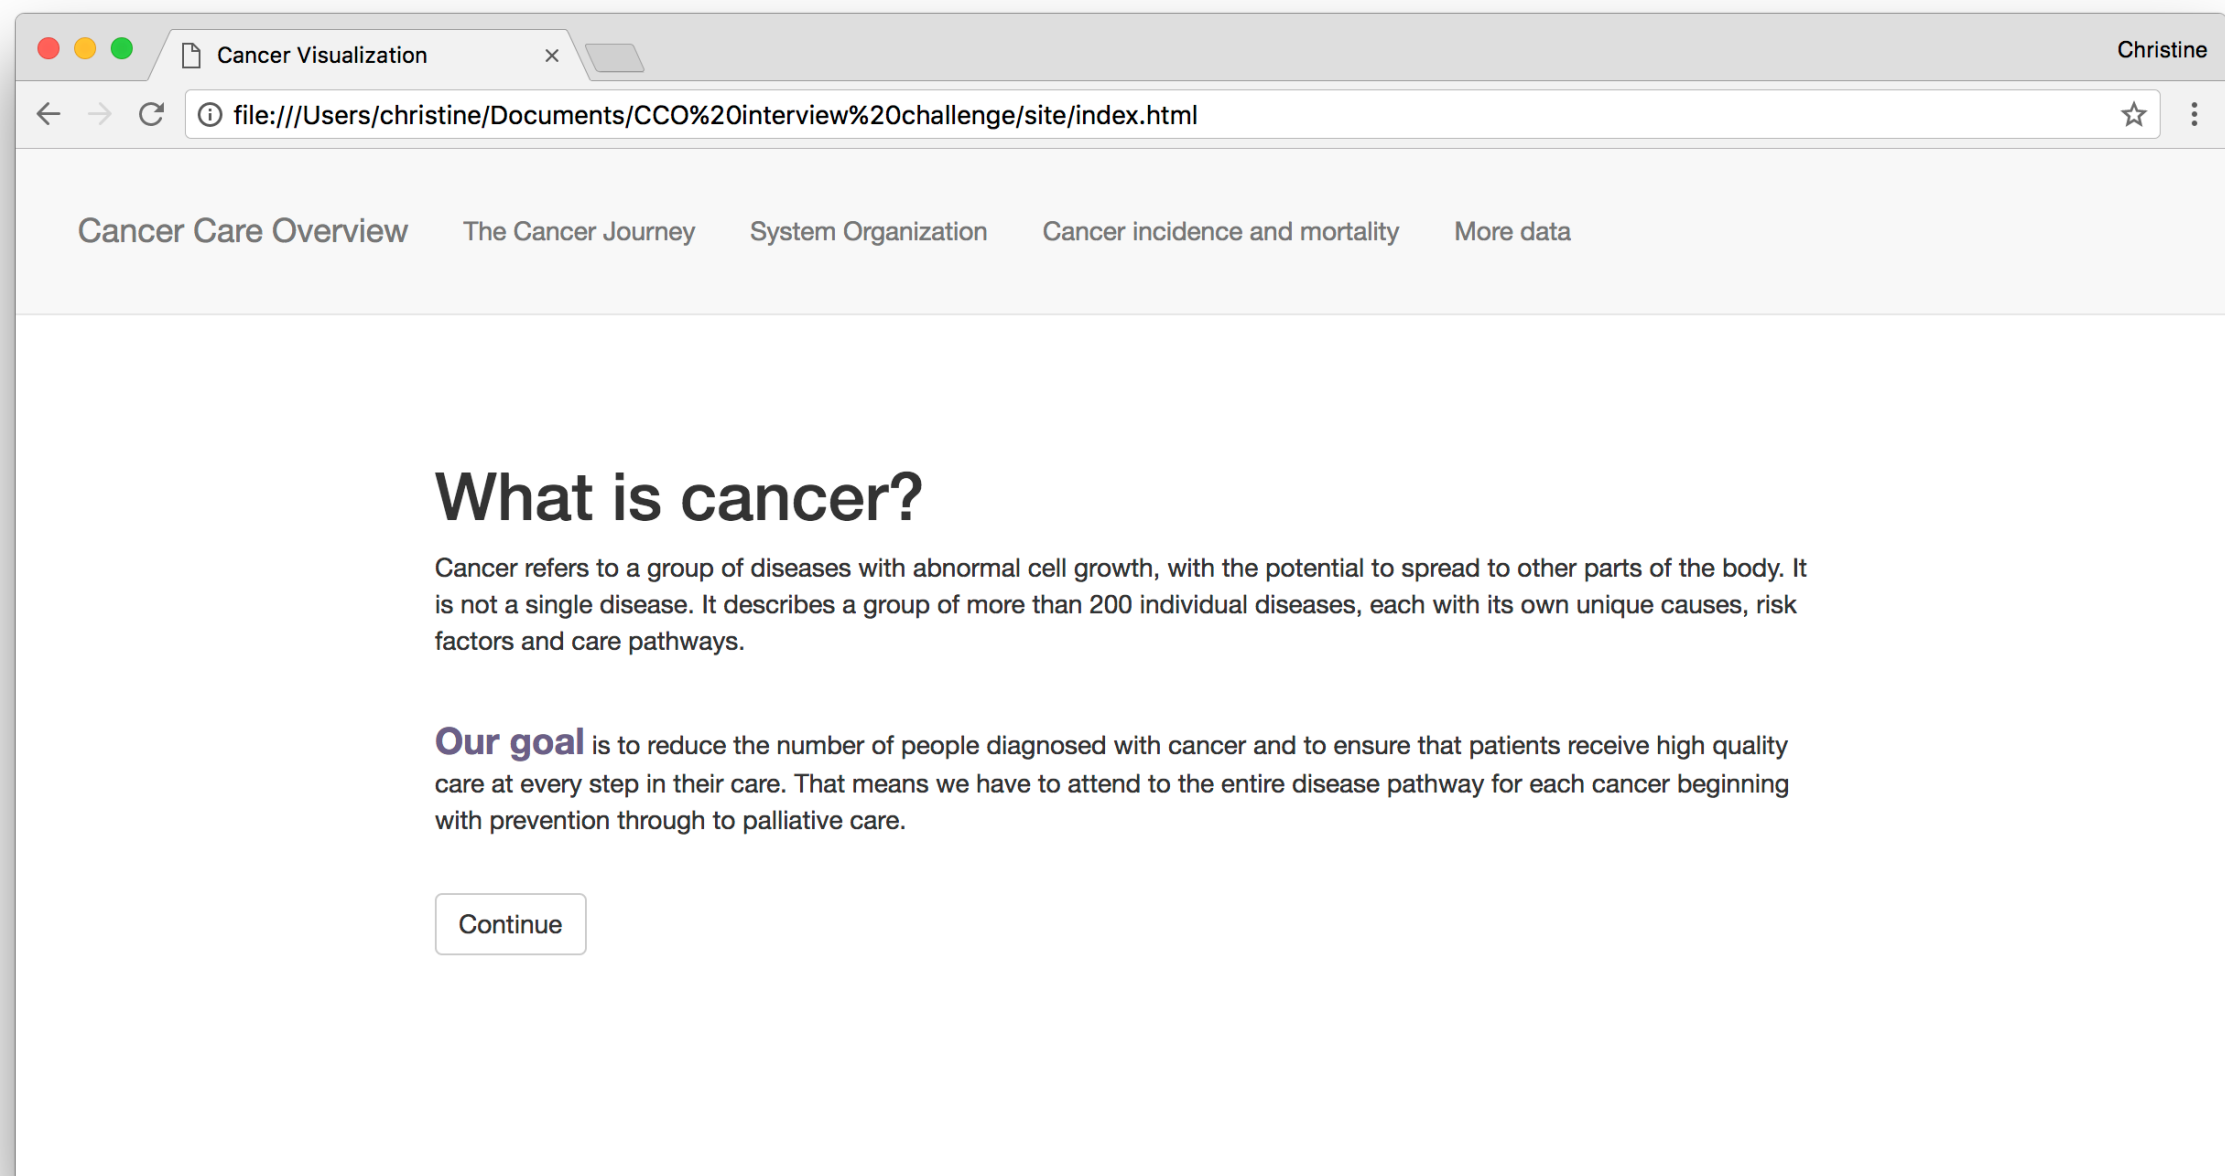 Cancer Visualization
Christine
file:///Users/christine/Documents/CCO%20interview%20challenge/site/index.html
Cancer Care Overview The Cancer Journey System Organization Cancer incidence and mortality More data
What is cancer?
Cancer refers to a group of diseases with abnormal cell growth, with the potential to spread to other parts of the body. It
is not a single disease. It describes a group of more than 200 individual diseases, each with its own unique causes, risk
factors and care pathways.
Our goal is to reduce the number of people diagnosed with cancer and to ensure that patients receive high quality
care at every step in their care. That means we have to attend to the entire disease pathway for each cancer beginning
with prevention through to palliative care.
Continue